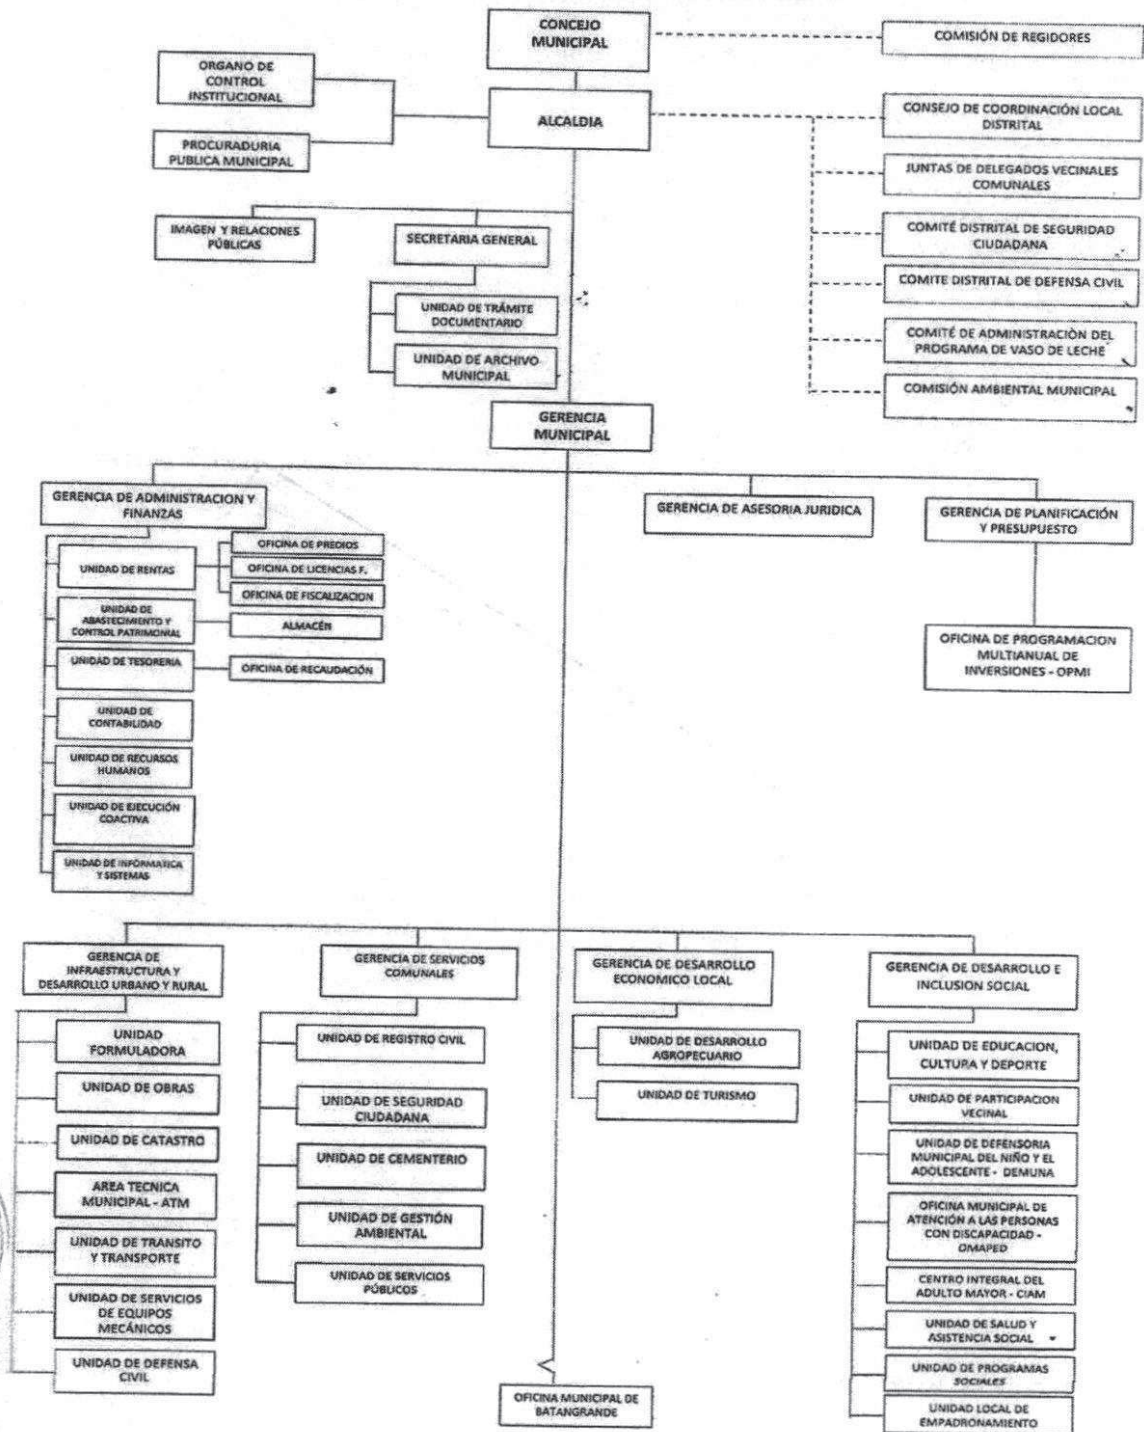 CONCEJO
MUNICIPAL
COMISIÓN DE REGIDORES
ORGANO DE
CONTROL
INSTITUCIONAL
ALCALDIA
CONSEJO DE COORDINACIÓN LOCAL
DISTRITAL
PROCURADURIA
PUBLICA MUNICIPAL
JUNTAS DE DELEGADOS VECINALES
COMUNALES
IMAGEN Y RELACIONES
PÚBLICAS
SECRETARIA GENERAL
COMITÉ DISTRITAL DE SEGURIDAD
CIUDADANA
COMITE DISTRITAL DE DEFENSA CIVIL
UNIDAD DE TRÁMITE
DOCUMENTARIO
COMITÉ DE ADMINISTRACIÒN DEL
PROGRAMA DE VASO DE LECHE
UNIDAD DE ARCHIVO
MUNICIPAL
COMISIÓN AMBIENTAL MUNICIPAL
GERENCIA
MUNICIPAL
GERENCIA DE ADMINISTRACION Y
FINANZAS
GERENCIA DE ASESORIA JURIDICA
GERENCIA DE PLANIFICACIÓN
Y PRESUPUESTO
UNIDAD DE RENTAS
OFICINA DE PREDIOS
OFICINA DE LICENCIAS F.
OFICINA DE FISCALIZACION
UNIDAD DE
ABASTECIMIENTO Y
CONTROL PATRIMONIAL
ALMACÉN
UNIDAD DE TESORERIA
OFICINA DE RECAUDACIÓN
OFICINA DE PROGRAMACION
MULTIANUAL DE
INVERSIONES - OPMI
UNIDAD DE
CONTABILIDAD
UNIDAD DE RECURSOS
HUMANOS
UNIDAD DE EJECUCIÓN
COACTIVA
UNIDAD DE INFORMATICA
Y SISTEMAS
GERENCIA DE
INFRAESTRUCTURA Y
DESARROLLO URBANO Y RURAL
UNIDAD
FORMULADORA
UNIDAD DE OBRAS
UNIDAD DE CATASTRO
AREA TECNICA
MUNICIPAL - ATM
UNIDAD DE TRANSITO
Y TRANSPORTE
UNIDAD DE SERVICIOS
DE EQUIPOS
MECÁNICOS
UNIDAD DE DEFENSA
CIVIL
GERENCIA DE SERVICIOS
COMUNALES
UNIDAD DE REGISTRO CIVIL
UNIDAD DE SEGURIDAD
CIUDADANA
UNIDAD DE CEMENTERIO
UNIDAD DE GESTIÓN
AMBIENTAL
UNIDAD DE SERVICIOS
PÚBLICOS
GERENCIA DE DESARROLLO
ECONOMICO LOCAL
UNIDAD DE DESARROLLO
AGROPECUARIO
UNIDAD DE TURISMO
GERENCIA DE DESARROLLO E
INCLUSION SOCIAL
UNIDAD DE EDUCACION,
CULTURA Y DEPORTE
UNIDAD DE PARTICIPACION
VECINAL
UNIDAD DE DEFENSORIA
MUNICIPAL DEL NIÑO Y EL
ADOLESCENTE - DEMUNA
OFICINA MUNICIPAL DE
ATENCIÓN A LAS PERSONAS
CON DISCAPACIDAD -
OMAPED
CENTRO INTEGRAL DEL
ADULTO MAYOR - CIAM
UNIDAD DE SALUD Y
ASISTENCIA SOCIAL
UNIDAD DE PROGRAMAS
SOCIALES
UNIDAD LOCAL DE
EMPADRONAMIENTO
OFICINA MUNICIPAL DE
BATANGRANDE